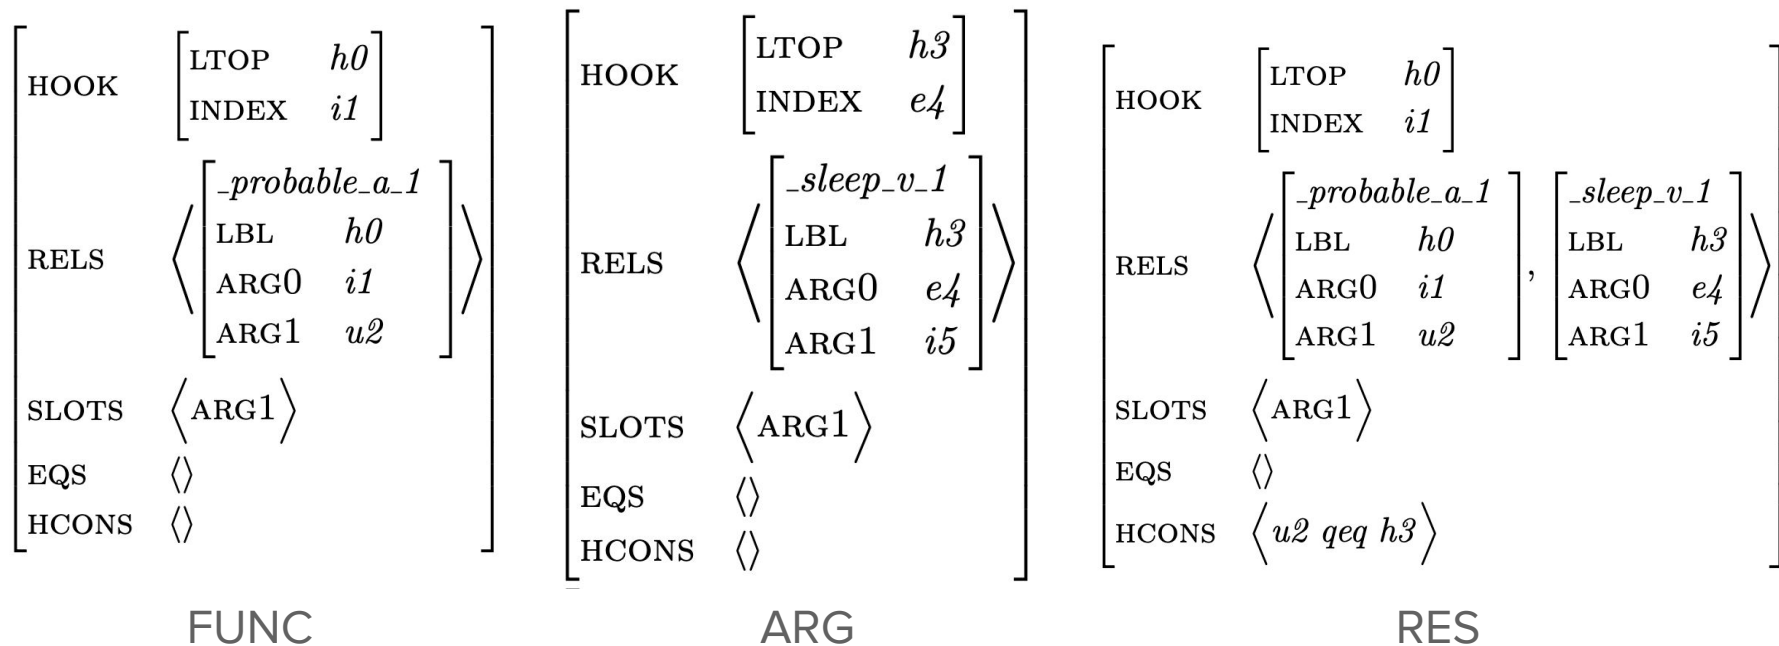 HOOK LTOP h0
INDEX i1
RELS ⟨ _probable_a_1
LBL h0
ARG0 i1
ARG1 u2 ⟩
SLOTS ⟨ARG1⟩
EQS ⟨⟩
HCONS ⟨⟩
FUNC
HOOK LTOP h3
INDEX e4
RELS ⟨ _sleep_v_1
LBL h3
ARG0 e4
ARG1 i5 ⟩
SLOTS ⟨ARG1⟩
EQS ⟨⟩
HCONS ⟨⟩
ARG
HOOK LTOP h0
INDEX i1
RELS ⟨ _probable_a_1
LBL h0
ARG0 i1
ARG1 u2 ,
_sleep_v_1
LBL h3
ARG0 e4
ARG1 i5 ⟩
SLOTS ⟨ARG1⟩
EQS ⟨⟩
HCONS ⟨u2 qeq h3⟩
RES